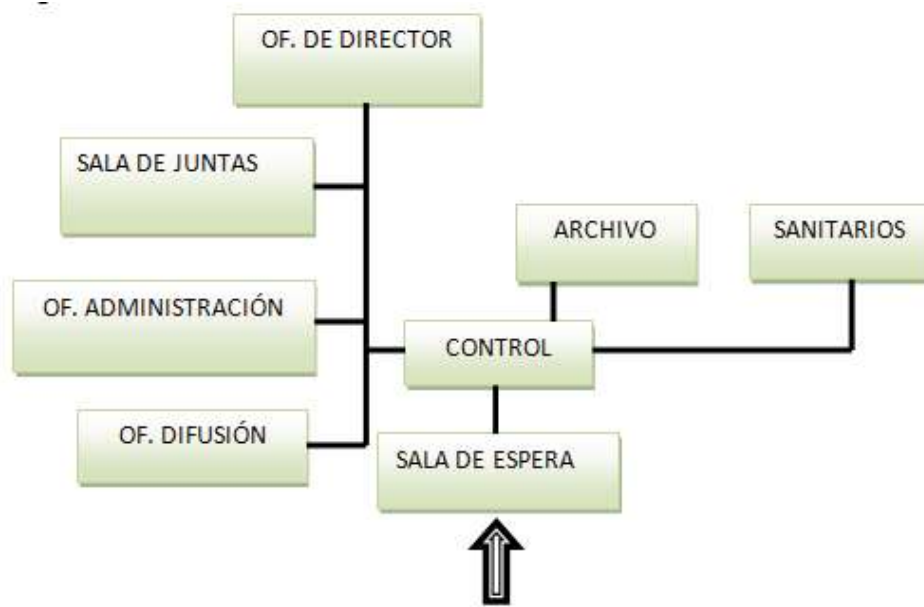 OF. DE DIRECTOR
SALA DE JUNTAS
ARCHIVO
SANITARIOS
OF. ADMINISTRACIÓN
CONTROL
OF. DIFUSIÓN
SALA DE ESPERA